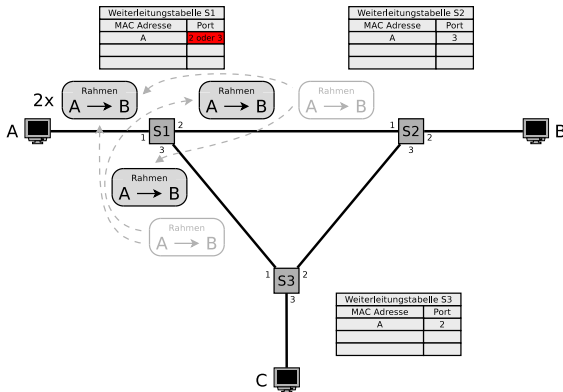 Weiterleitungstabelle S1
MAC Adresse Port
A 2 oder 3
Weiterleitungstabelle S2
MAC Adresse Port
A 3
2x
Rahmen
A B
Rahmen
A B
Rahmen
A B
A
1
S1
2
3
1
S2
2
3
B
Rahmen
A B
Rahmen
A B
1
S3
2
3
Weiterleitungstabelle S3
MAC Adresse Port
A 2
C